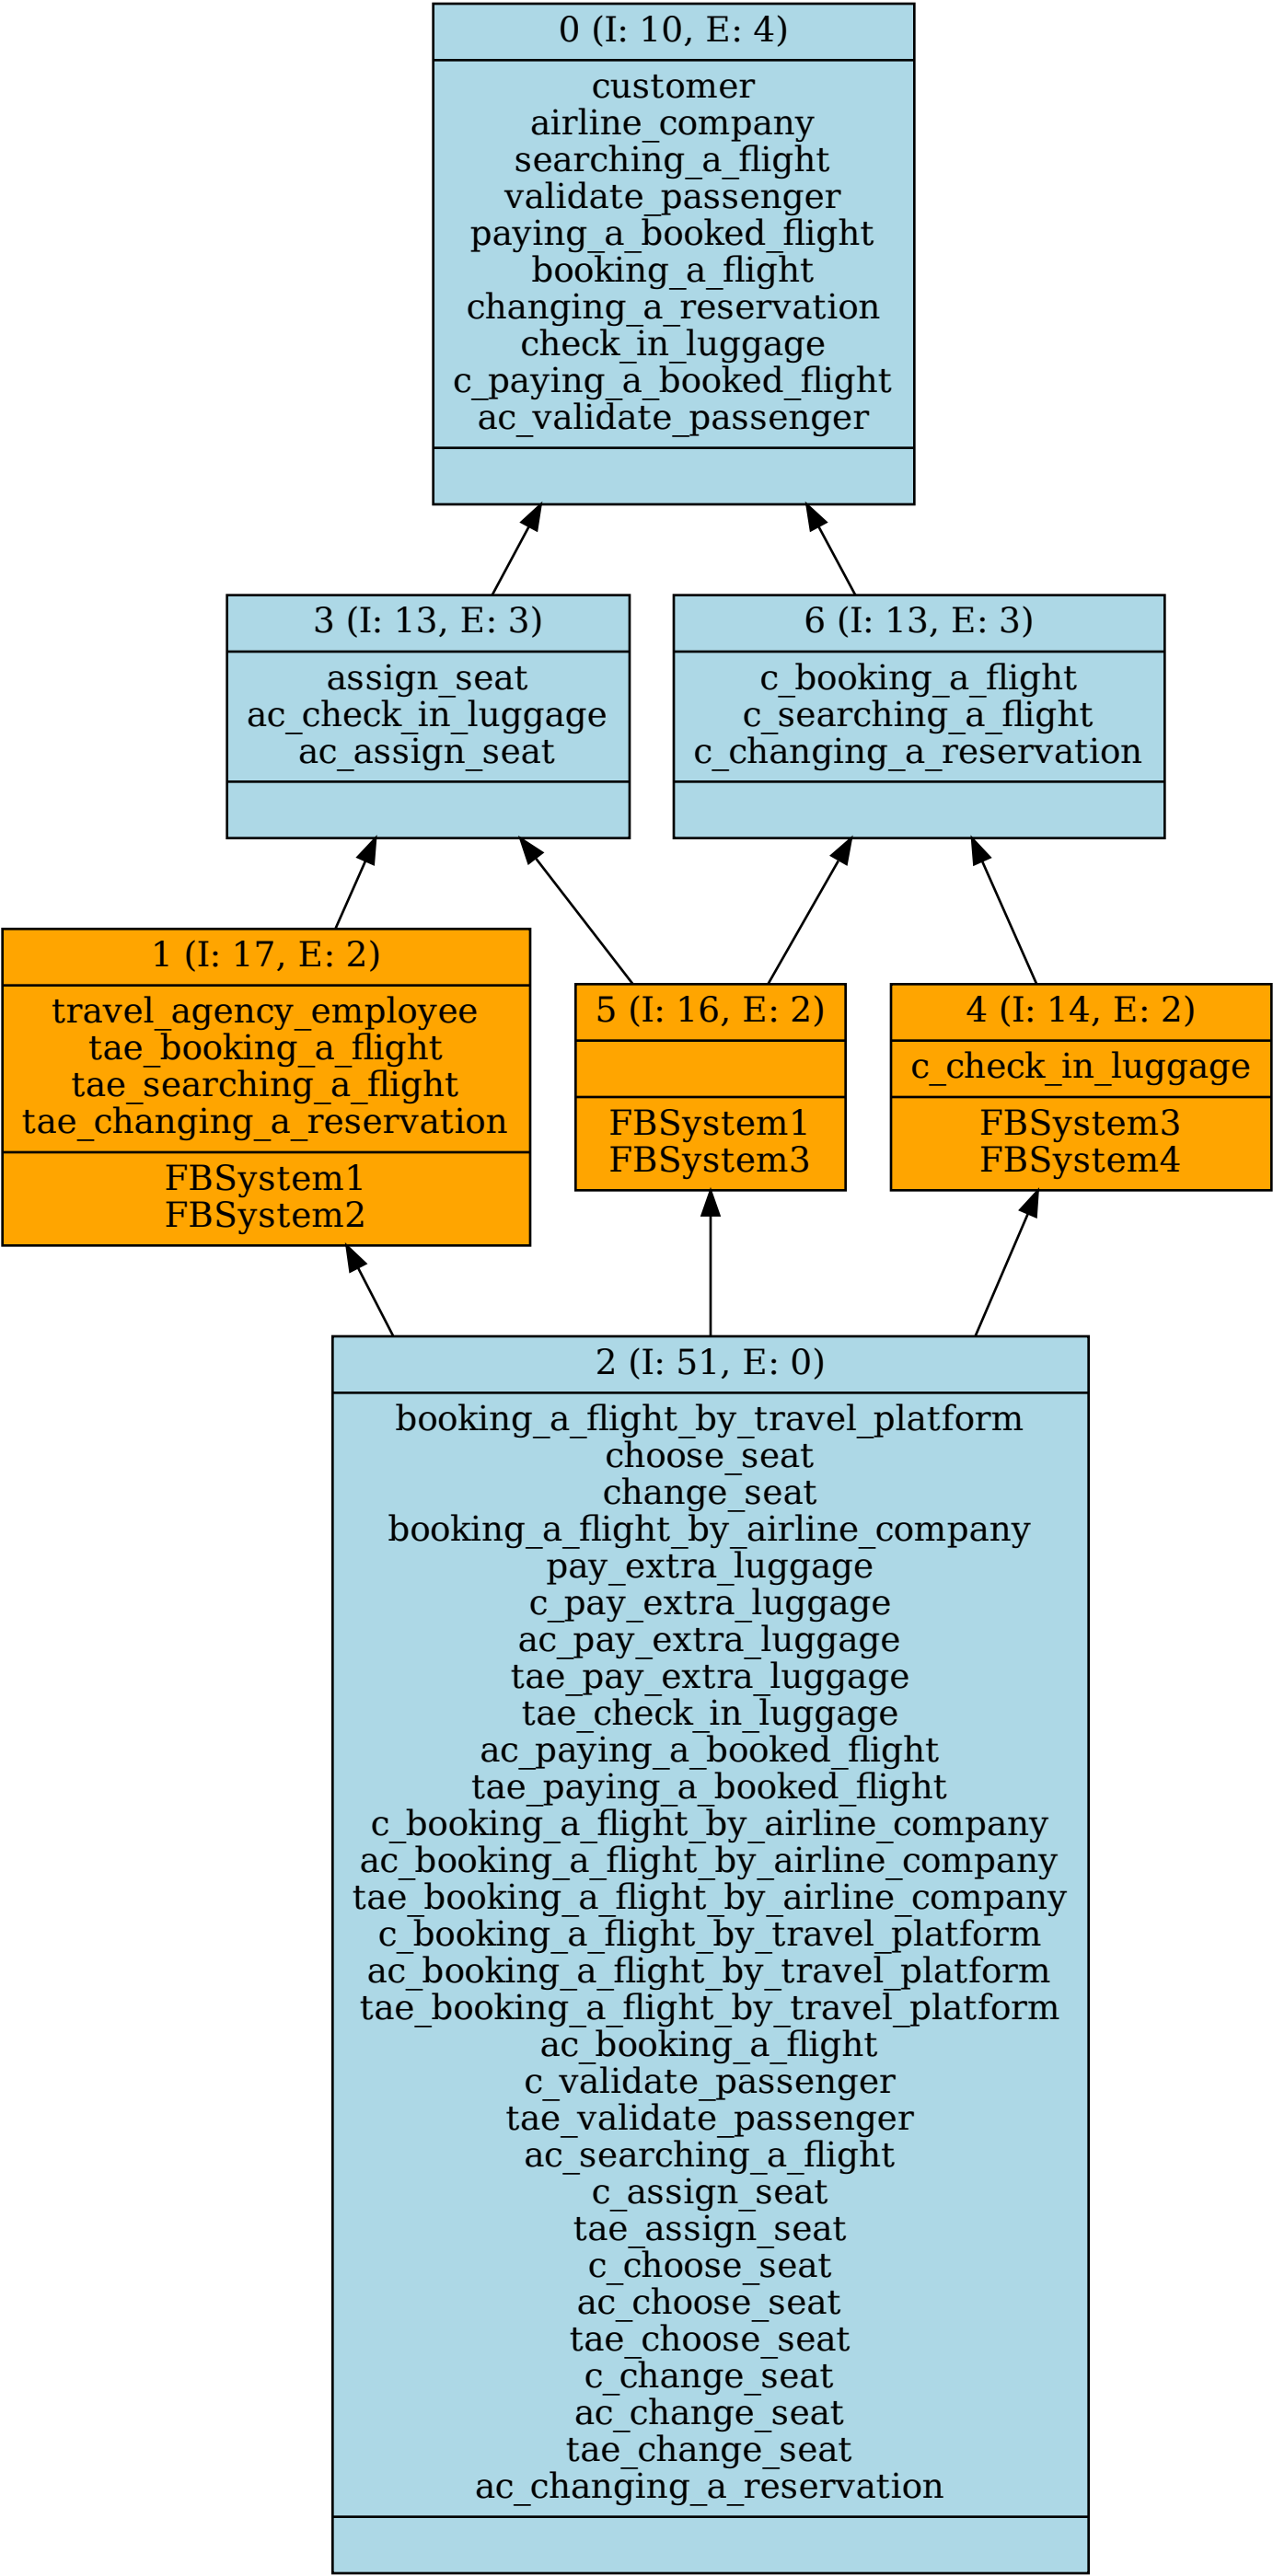 0 (I: 10, E: 4)
customer
airline_company
searching_a_flight
validate_passenger
paying_a_booked_flight
booking_a_flight
changing_a_reservation
check_in_luggage
c_paying_a_booked_flight
ac_validate_passenger
3 (I: 13, E: 3)
assign_seat
ac_check_in_luggage
ac_assign_seat
6 (I: 13, E: 3)
c_booking_a_flight
c_searching_a_flight
c_changing_a_reservation
1 (I: 17, E: 2)
travel_agency_employee
tae_booking_a_flight
tae_searching_a_flight
tae_changing_a_reservation
FBSystem1
FBSystem2
5 (I: 16, E: 2)
FBSystem1
FBSystem3
4 (I: 14, E: 2)
c_check_in_luggage
FBSystem3
FBSystem4
2 (I: 51, E: 0)
booking_a_flight_by_travel_platform
choose_seat
change_seat
booking_a_flight_by_airline_company
pay_extra_luggage
c_pay_extra_luggage
ac_pay_extra_luggage
tae_pay_extra_luggage
tae_check_in_luggage
ac_paying_a_booked_flight
tae_paying_a_booked_flight
c_booking_a_flight_by_airline_company
ac_booking_a_flight_by_airline_company
tae_booking_a_flight_by_airline_company
c_booking_a_flight_by_travel_platform
ac_booking_a_flight_by_travel_platform
tae_booking_a_flight_by_travel_platform
ac_booking_a_flight
c_validate_passenger
tae_validate_passenger
ac_searching_a_flight
c_assign_seat
tae_assign_seat
c_choose_seat
ac_choose_seat
tae_choose_seat
c_change_seat
ac_change_seat
tae_change_seat
ac_changing_a_reservation